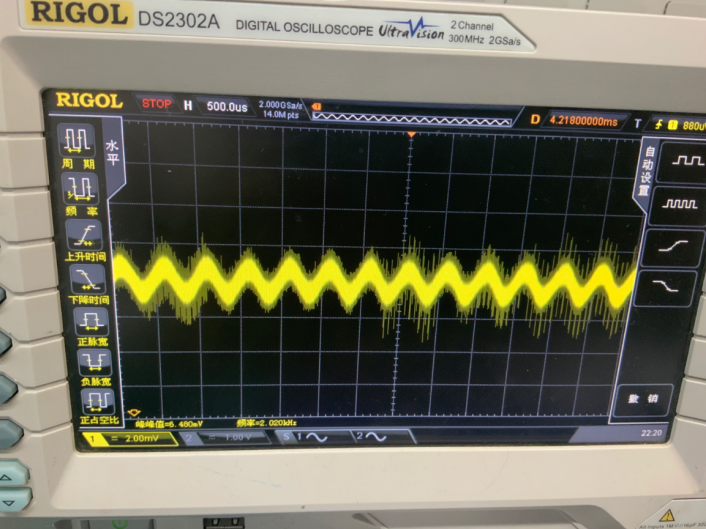 RIGOL DS2302A DIGITAL OSCILLOSCOPE UltraVision 2 Channel
300MHz 2GSa/s
RIGOL STOP H 500.0us 2.000GSa/s
14.0M pts
D 4.21800000ms T 1 880u
水平
周 期
频 率
上升时间
下降时间
正脉宽
负脉宽
正占空比
自动设置
撤 销
峰峰值=6.480mV 频率=2.020kHz
1 = 2.00mV 2 = 1.00V S 1 2 22:20